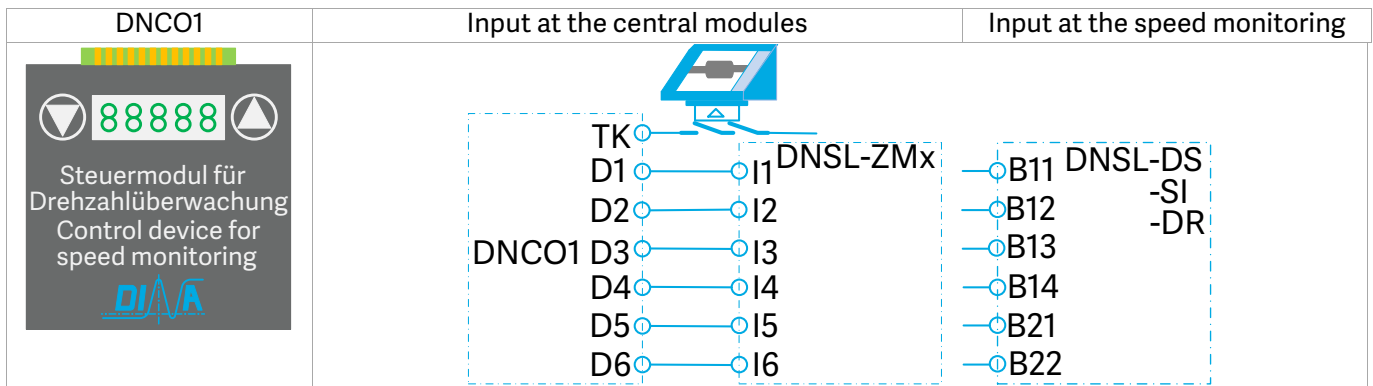 DNCO1 Input at the central modules Input at the speed monitoring
88888
Steuermodul für
Drehzahlüberwachung
Control device for
speed monitoring
DINA
TK
D1 I1 DNSL-ZMx B11 DNSL-DS
-SI
D2 I2 B12 -DR
DNCO1 D3 I3 B13
D4 I4 B14
D5 I5 B21
D6 I6 B22